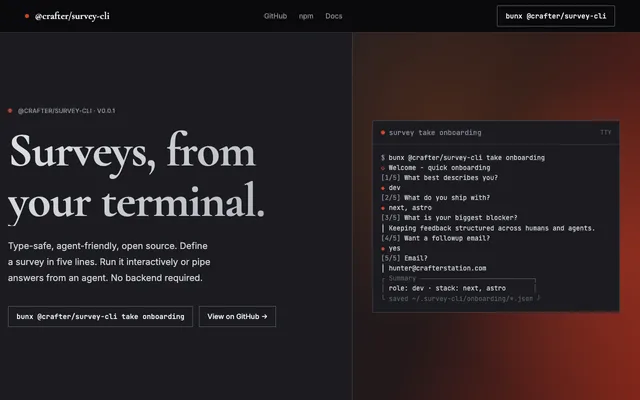 @crafter/survey-cli
GitHub npm Docs
bunx @crafter/survey-cli
@CRAFTER/SURVEY-CLI · V0.0.1
Surveys, from
your terminal.
Type-safe, agent-friendly, open source. Define
a survey in five lines. Run it interactively or pipe
answers from an agent. No backend required.
bunx @crafter/survey-cli take onboarding
View on GitHub →
survey take onboarding TTY
$ bunx @crafter/survey-cli take onboarding
◇ Welcome - quick onboarding
[1/5] What best describes you?
● dev
[2/5] What do you ship with?
● next, astro
[3/5] What is your biggest blocker?
│ Keeping feedback structured across humans and agents.
[4/5] Want a followup email?
● yes
[5/5] Email?
│ hunter@crafterstation.com
Summary
role: dev · stack: next, astro
saved ~/.survey-cli/onboarding/*.json